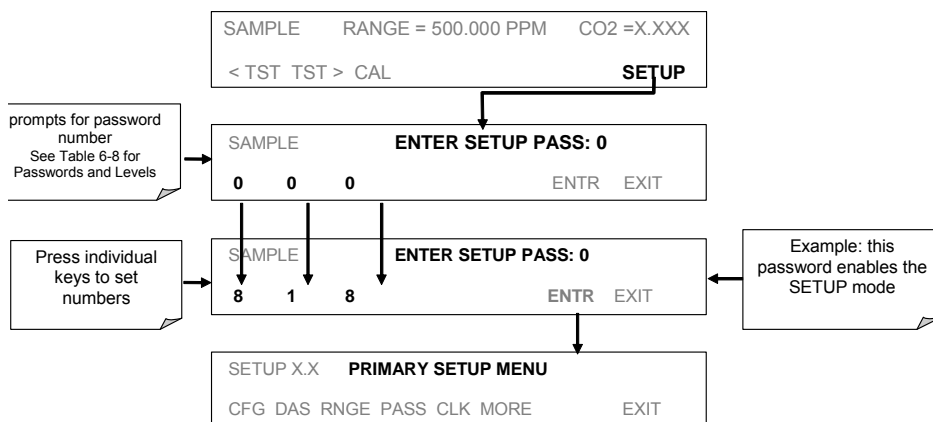 SAMPLE RANGE = 500.000 PPM CO2 =X.XXX
< TST TST > CAL SETUP
prompts for password
number
See Table 6-8 for
Passwords and Levels
SAMPLE ENTER SETUP PASS: 0
0 0 0 ENTR EXIT
Press individual
keys to set
numbers
SAMPLE ENTER SETUP PASS: 0
8 1 8 ENTR EXIT
Example: this
password enables the
SETUP mode
SETUP X.X PRIMARY SETUP MENU
CFG DAS RNGE PASS CLK MORE EXIT